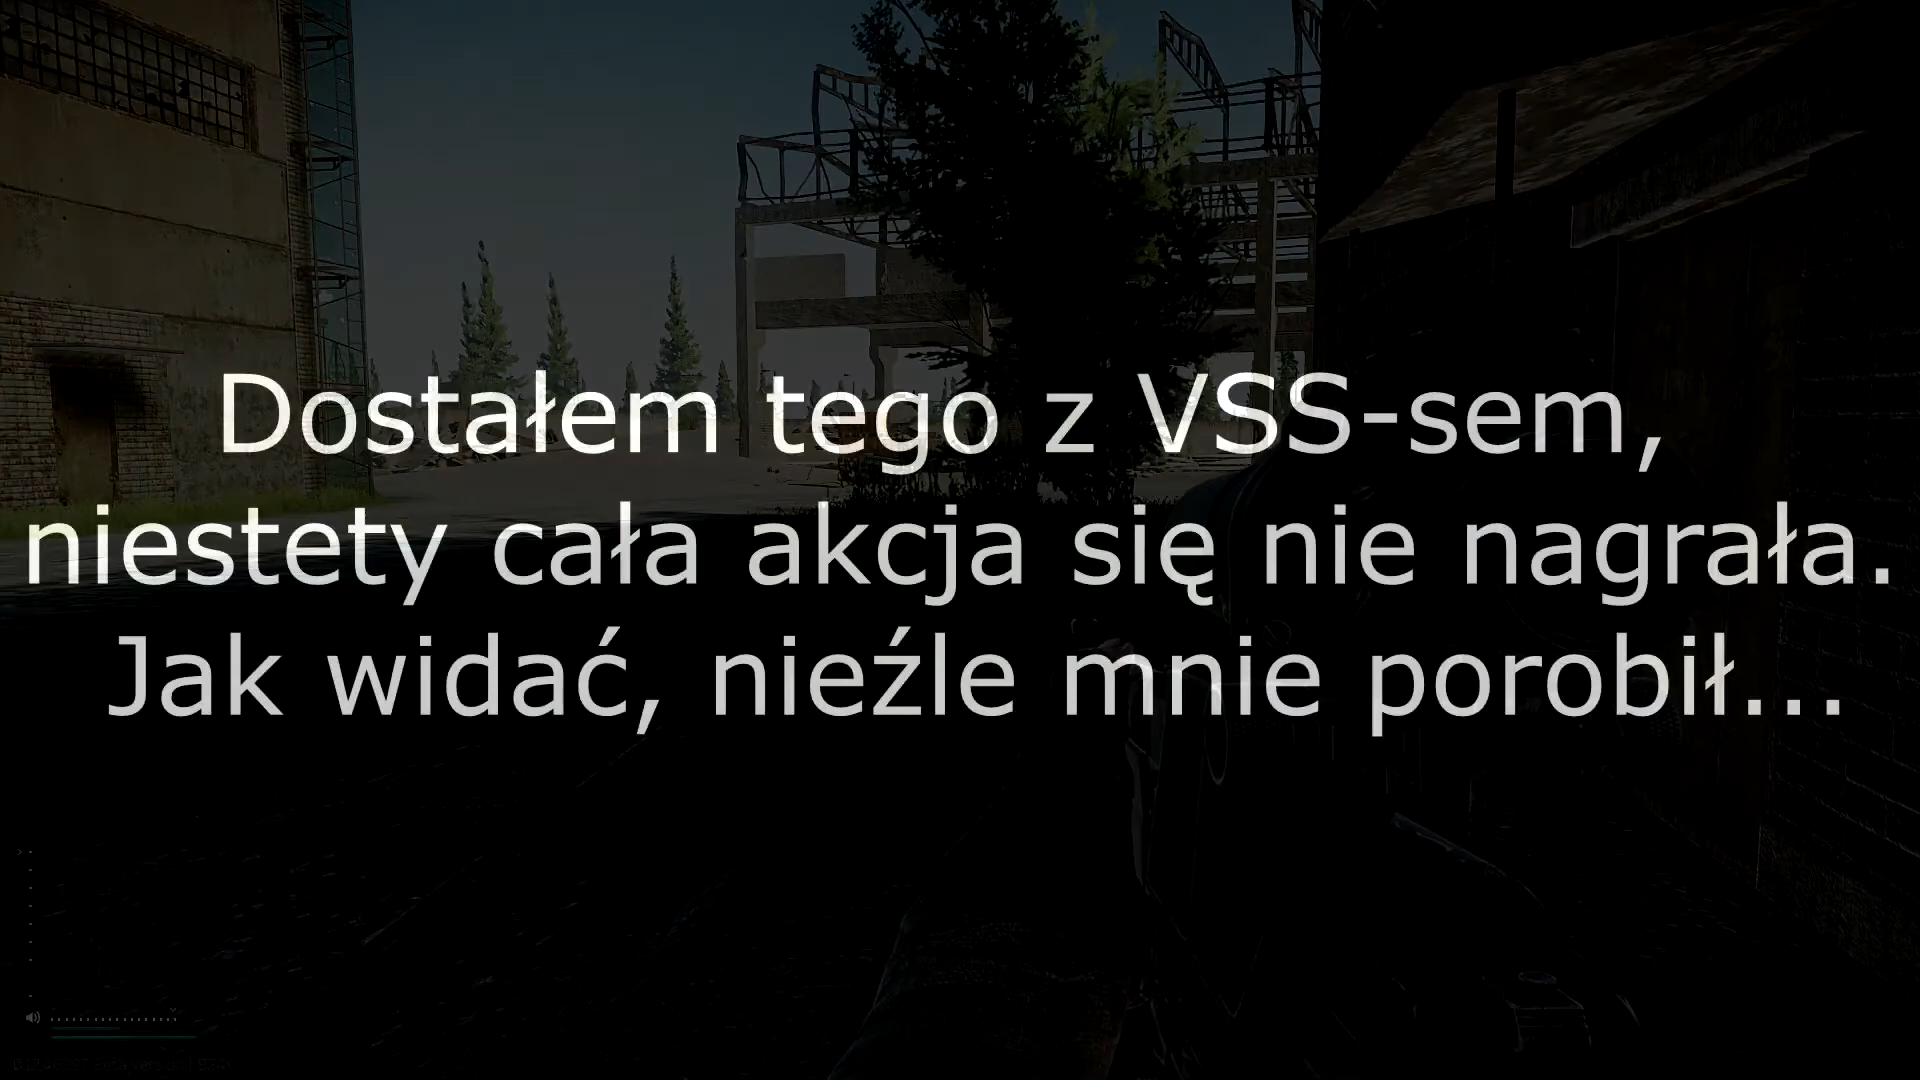 Dostałem tego z VSS-sem,
niestety cała akcja się nie nagrała.
Jak widać, nieźle mnie porobił...